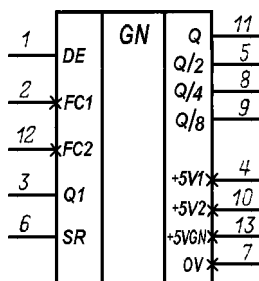 GN
1 DE
2 FC1
12 FC2
3 Q1
6 SR
Q 11
Q/2 5
Q/4 8
Q/8 9
+5V1 4
+5V2 10
+5VGN 13
0V 7